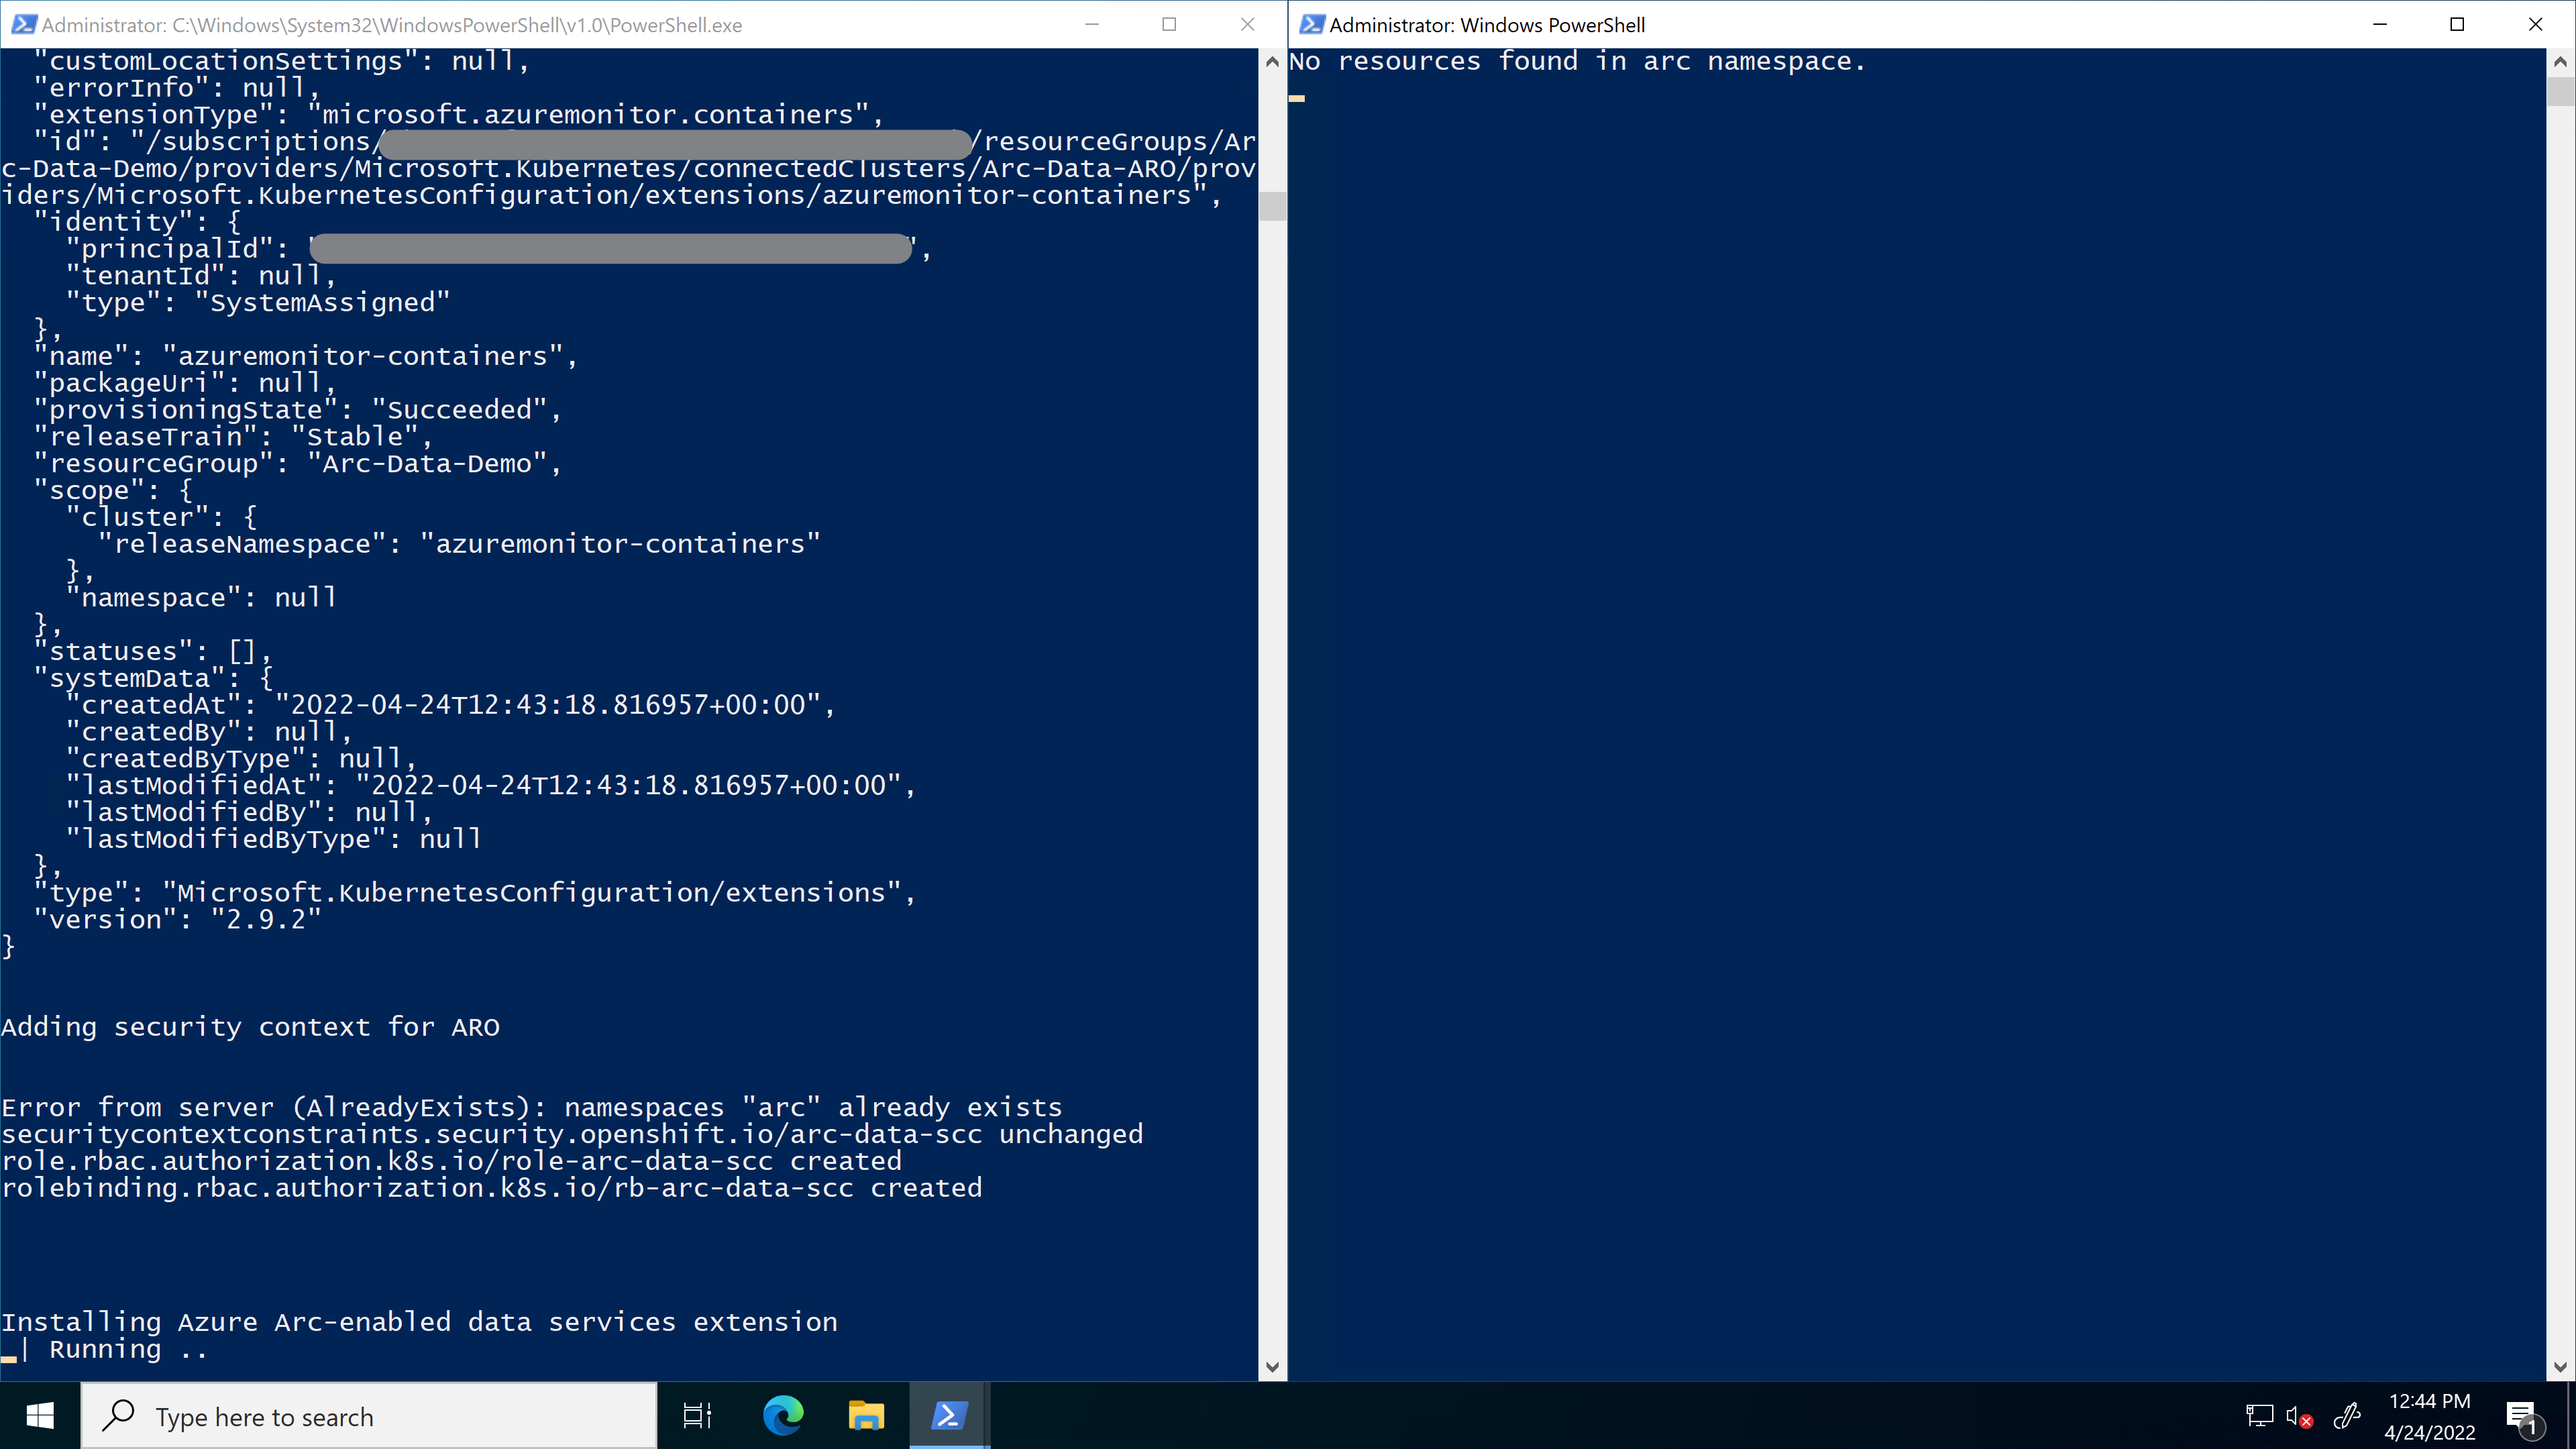 Administrator: C:\Windows\System32\WindowsPowerShell\v1.0\PowerShell.exe
"customLocationSettings": null,
"errorInfo": null,
"extensionType": "microsoft.azuremonitor.containers",
"id": "/subscriptions/ /resourceGroups/Ar
c-Data-Demo/providers/Microsoft.Kubernetes/connectedClusters/Arc-Data-ARO/prov
iders/Microsoft.KubernetesConfiguration/extensions/azuremonitor-containers",
"identity": {
"principalId": " ",
"tenantId": null,
"type": "SystemAssigned"
},
"name": "azuremonitor-containers",
"packageUri": null,
"provisioningState": "Succeeded",
"releaseTrain": "Stable",
"resourceGroup": "Arc-Data-Demo",
"scope": {
"cluster": {
"releaseNamespace": "azuremonitor-containers"
},
"namespace": null
},
"statuses": [],
"systemData": {
"createdAt": "2022-04-24T12:43:18.816957+00:00",
"createdBy": null,
"createdByType": null,
"lastModifiedAt": "2022-04-24T12:43:18.816957+00:00",
"lastModifiedBy": null,
"lastModifiedByType": null
},
"type": "Microsoft.KubernetesConfiguration/extensions",
"version": "2.9.2"
}
Adding security context for ARO
Error from server (AlreadyExists): namespaces "arc" already exists
securitycontextconstraints.security.openshift.io/arc-data-scc unchanged
role.rbac.authorization.k8s.io/role-arc-data-scc created
rolebinding.rbac.authorization.k8s.io/rb-arc-data-scc created
Installing Azure Arc-enabled data services extension
| Running ..
Administrator: Windows PowerShell
No resources found in arc namespace.
Type here to search
12:44 PM
4/24/2022
1